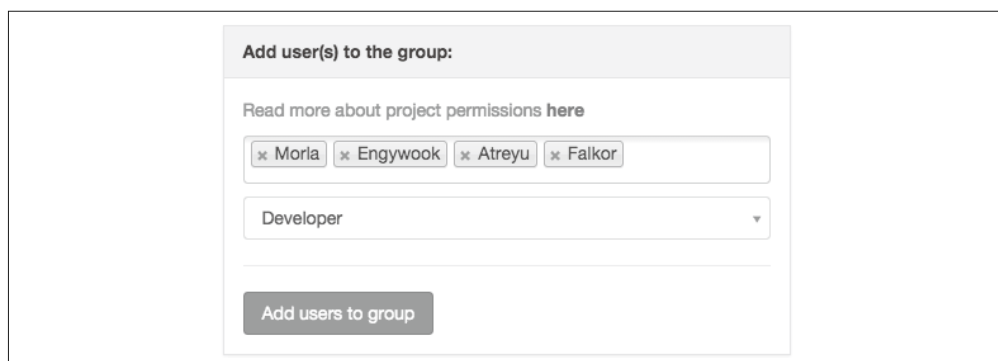 Add user(s) to the group:
Read more about project permissions here
× Morla × Engywook × Atreyu × Falkor
Developer
Add users to group